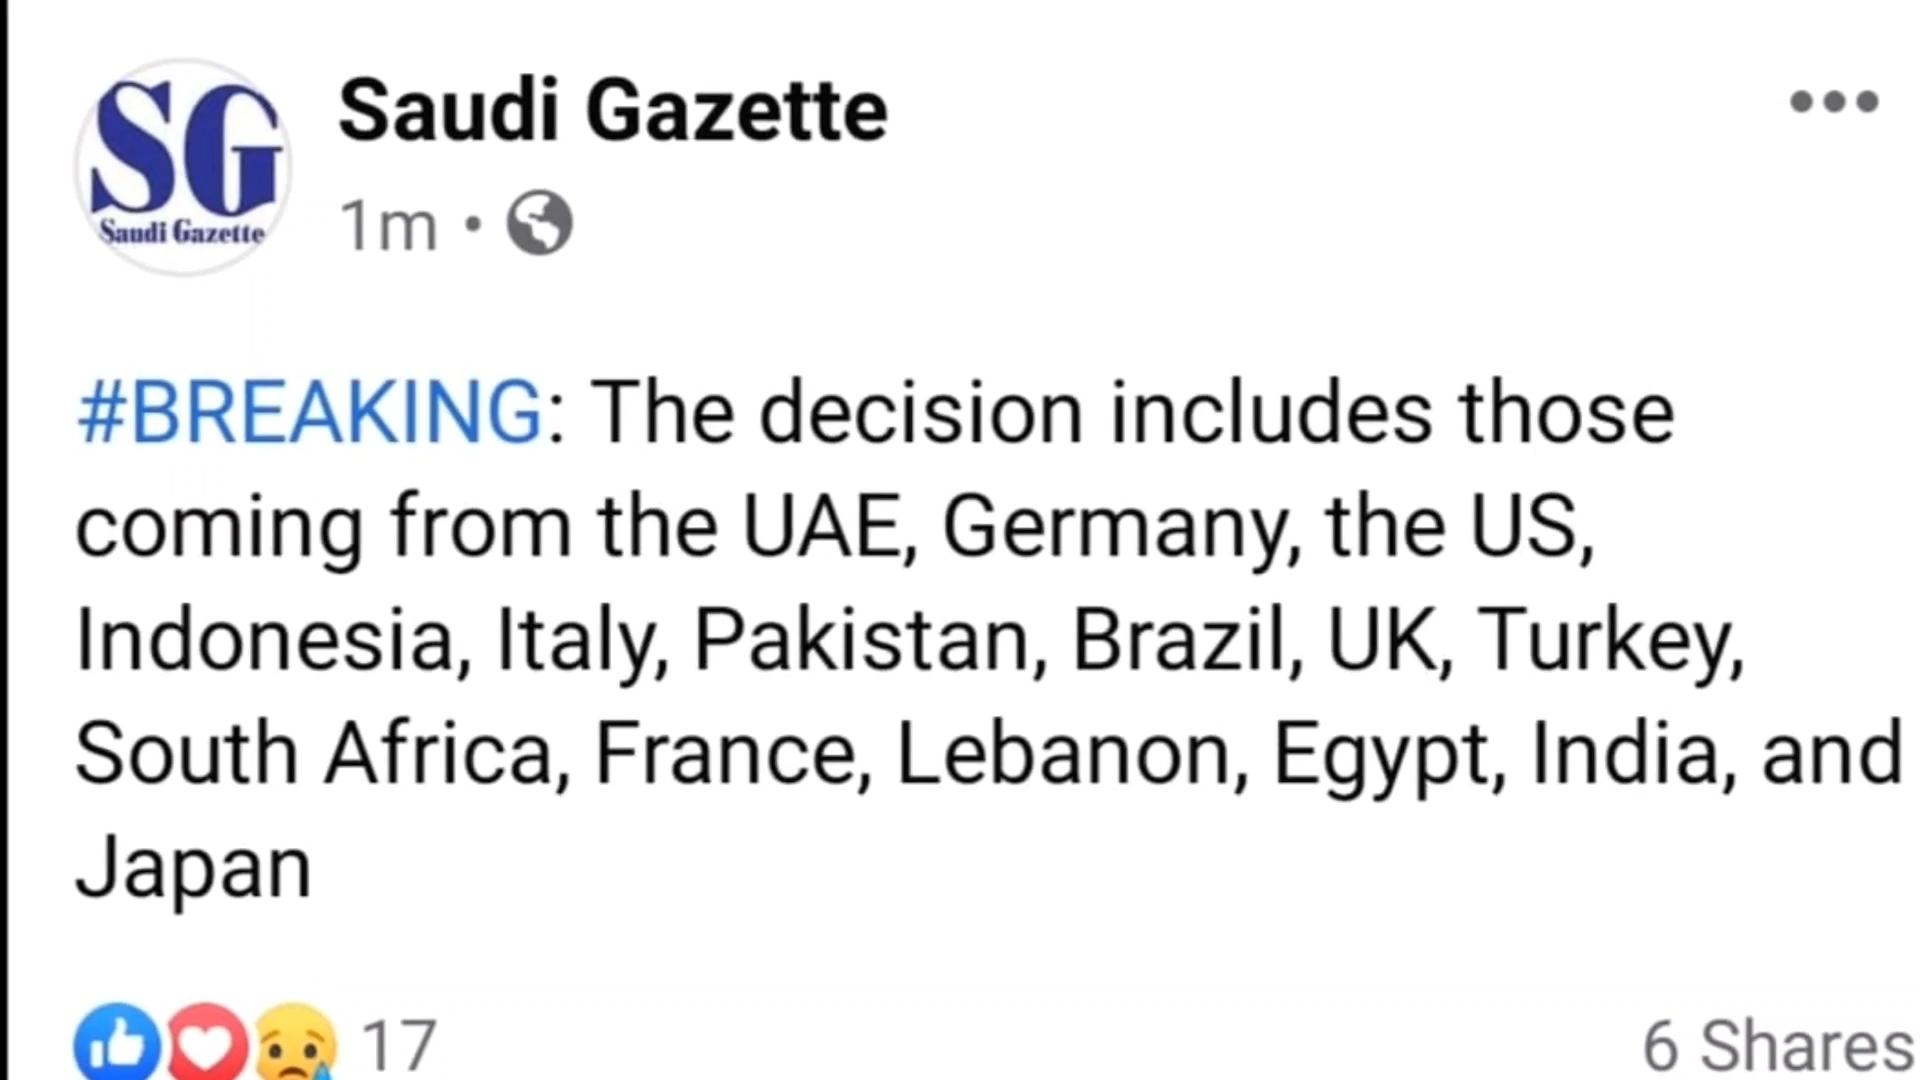 SG
Saudi Gazette
Saudi Gazette
1m •
#BREAKING: The decision includes those
coming from the UAE, Germany, the US,
Indonesia, Italy, Pakistan, Brazil, UK, Turkey,
South Africa, France, Lebanon, Egypt, India, and
Japan
17
6 Shares